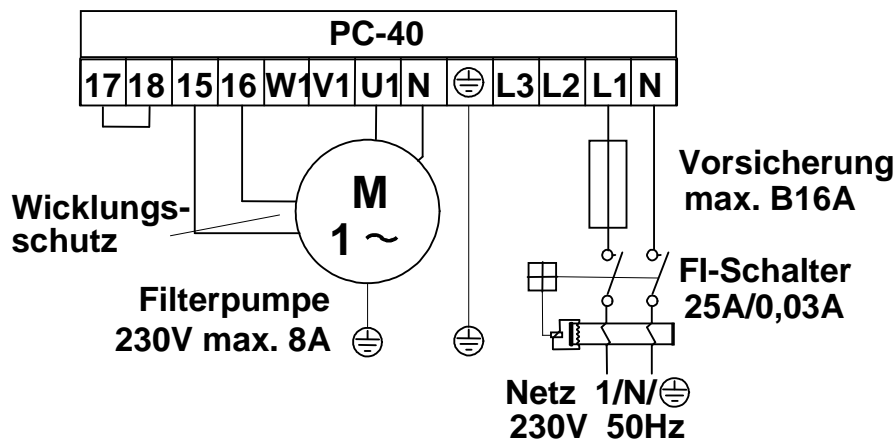 PC-40
17 18 15 16 W1 V1 U1 N L3 L2 L1 N
M
1 ~
Wicklungs-
schutz
Filterpumpe
230V max. 8A
Vorsicherung
max. B16A
FI-Schalter
25A/0,03A
Netz 1/N/⏚
230V 50Hz